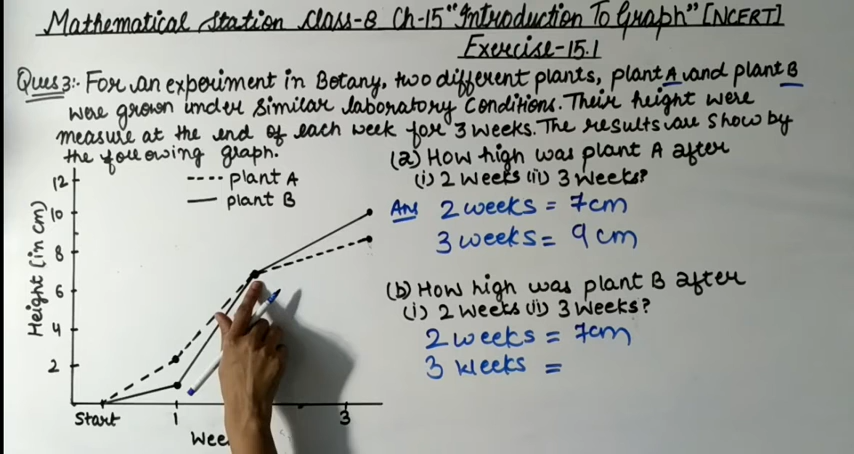 Mathematical Station Class-8 Ch-15 "Introduction To Graph" [NCERT]
Exercise-15.1
Ques 3:- For an experiment in Botany, two different plants, plant A and plant B
were grown under similar laboratory Conditions. Their height were
measure at the end of each week for 3 weeks. The results are show by
the following graph.
---- plant A
— plant B
Height (in cm)
12
10
8
6
4
2
Start 1 3
Wee
(a) How high was plant A after
(i) 2 Weeks (ii) 3 Weeks?
Ans 2 weeks = 7cm
3 weeks = 9 cm
(b) How high was plant B after
(i) 2 Weeks (ii) 3 Weeks?
2 weeks = 7cm
3 Weeks =